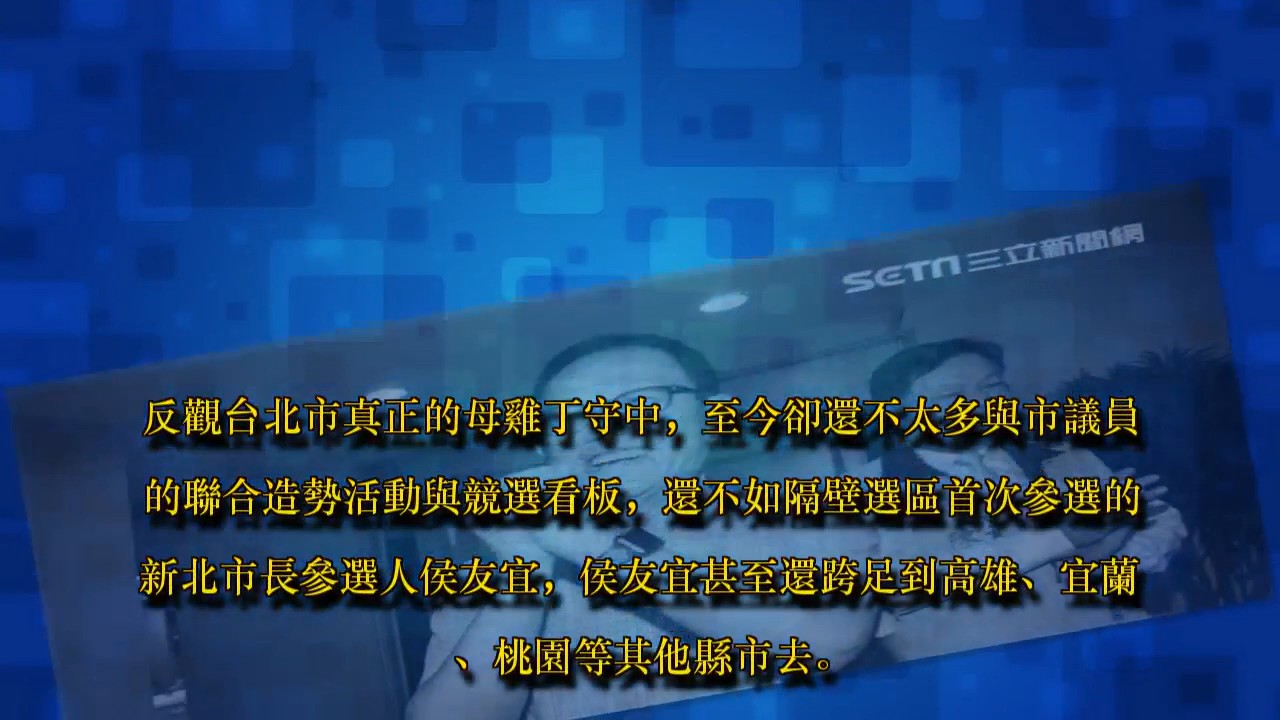 SETN三立新聞網
反觀台北市真正的母雞丁守中，至今卻還不太多與市議員
的聯合造勢活動與競選看板，還不如隔壁選區首次參選的
新北市長參選人侯友宜，侯友宜甚至還跨足到高雄、宜蘭
、桃園等其他縣市去。